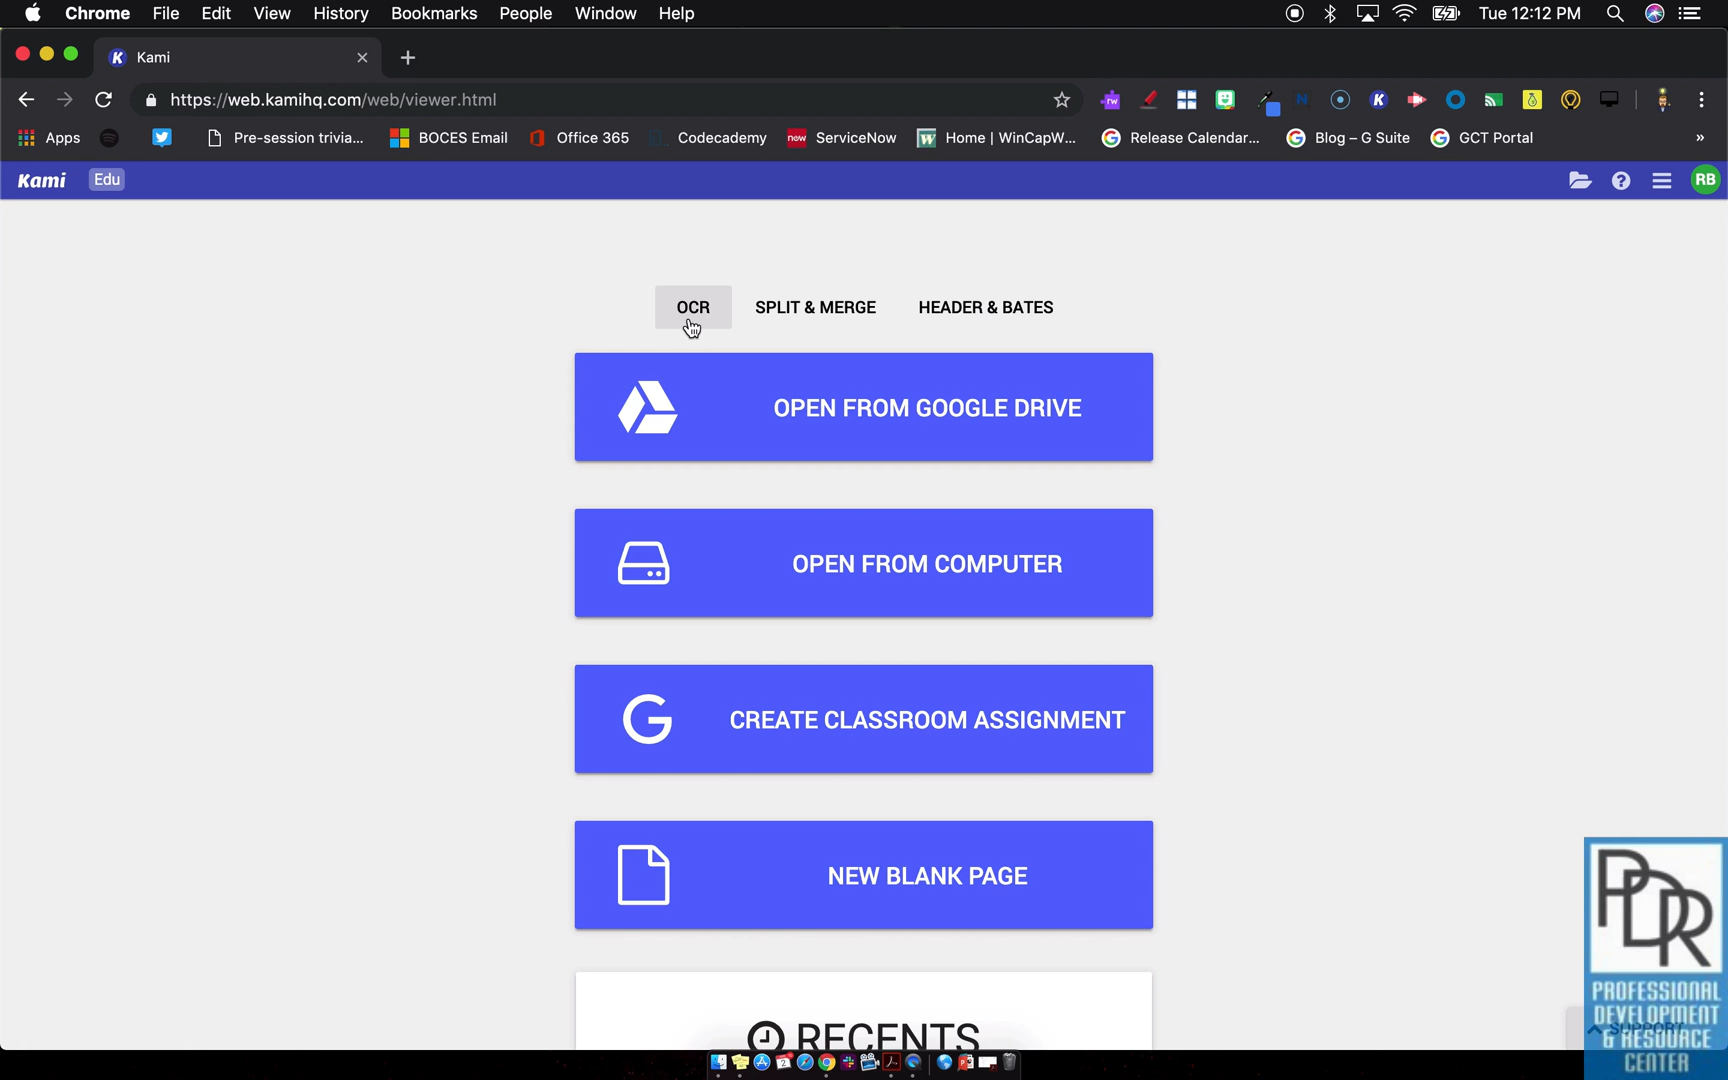 Chrome File Edit View History Bookmarks People Window Help Tue 12:12 PM
K Kami
https://web.kamihq.com/web/viewer.html
Apps Pre-session trivia... BOCES Email Office 365 Codecademy now ServiceNow W Home | WinCapW... Release Calendar... Blog – G Suite GCT Portal »
Kami Edu RB
OCR SPLIT & MERGE HEADER & BATES
OPEN FROM GOOGLE DRIVE
OPEN FROM COMPUTER
CREATE CLASSROOM ASSIGNMENT
NEW BLANK PAGE
RECENTS
SUPPORT
PDR
PROFESSIONAL
DEVELOPMENT
& RESOURCE
CENTER